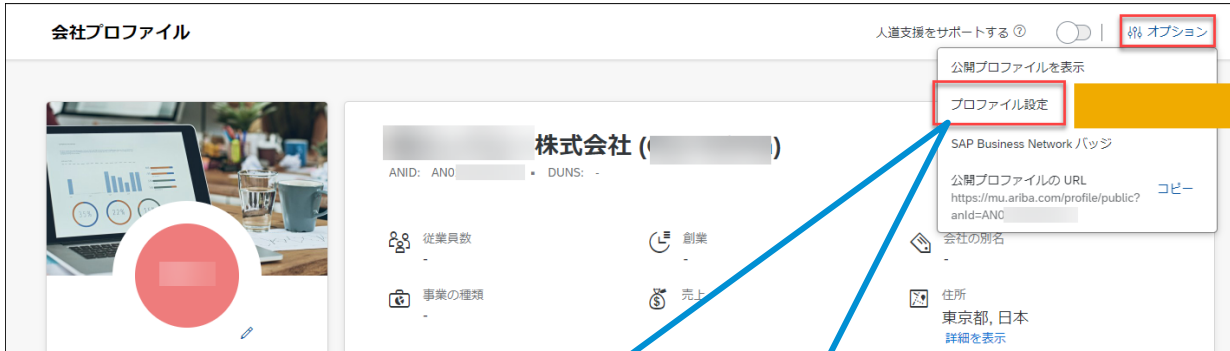 会社プロファイル
人道支援をサポートする ?
オプション
公開プロファイルを表示
プロファイル設定
SAP Business Network バッジ
公開プロファイルの URL
コピー
https://mu.ariba.com/profile/public?
anId=AN0
株式会社 (
)
ANID: AN0 ▪ DUNS: -
従業員数
-
創業
-
会社の別名
-
事業の種類
-
売上
住所
東京都, 日本
詳細を表示
25%